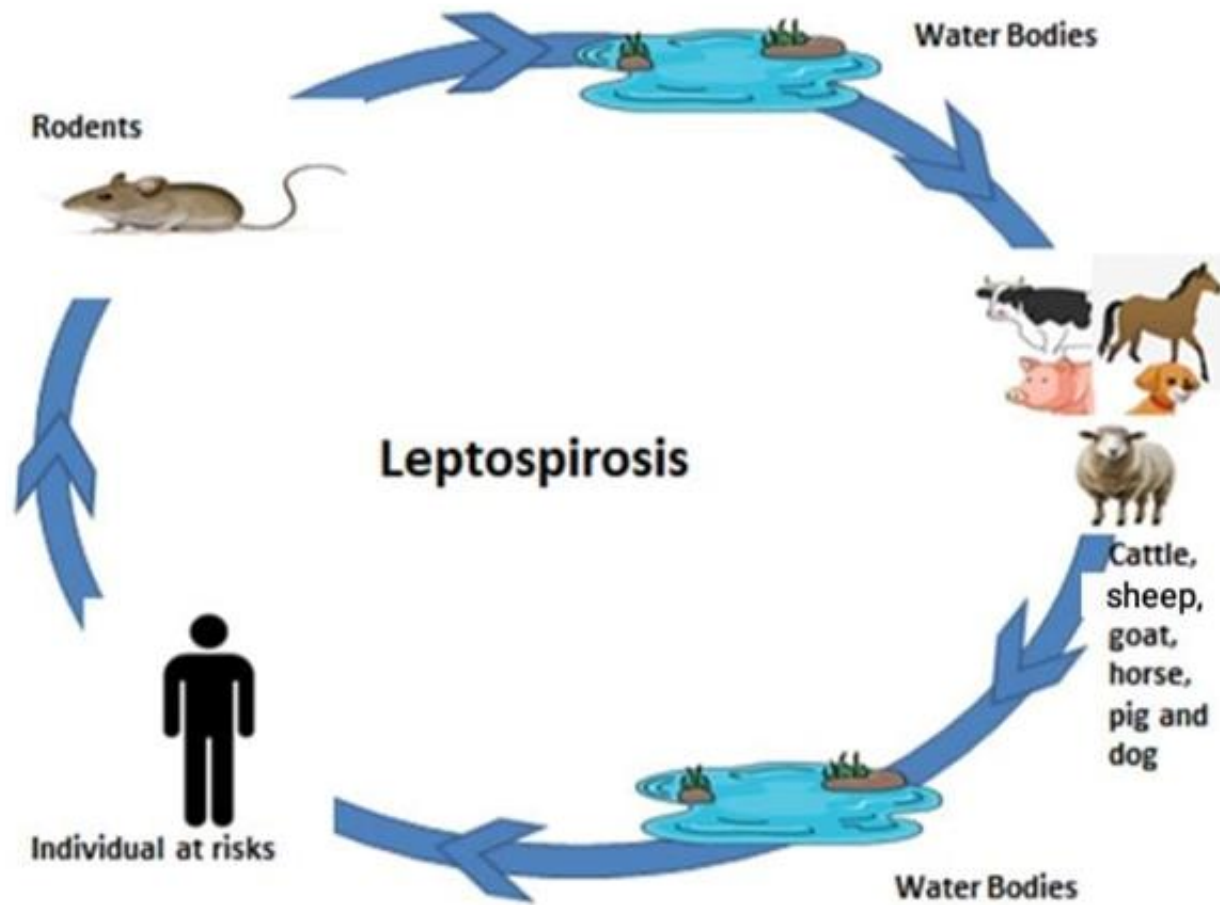 Water Bodies
Rodents
Leptospirosis
Cattle,
sheep,
goat,
horse,
pig and
dog
Individual at risks
Water Bodies